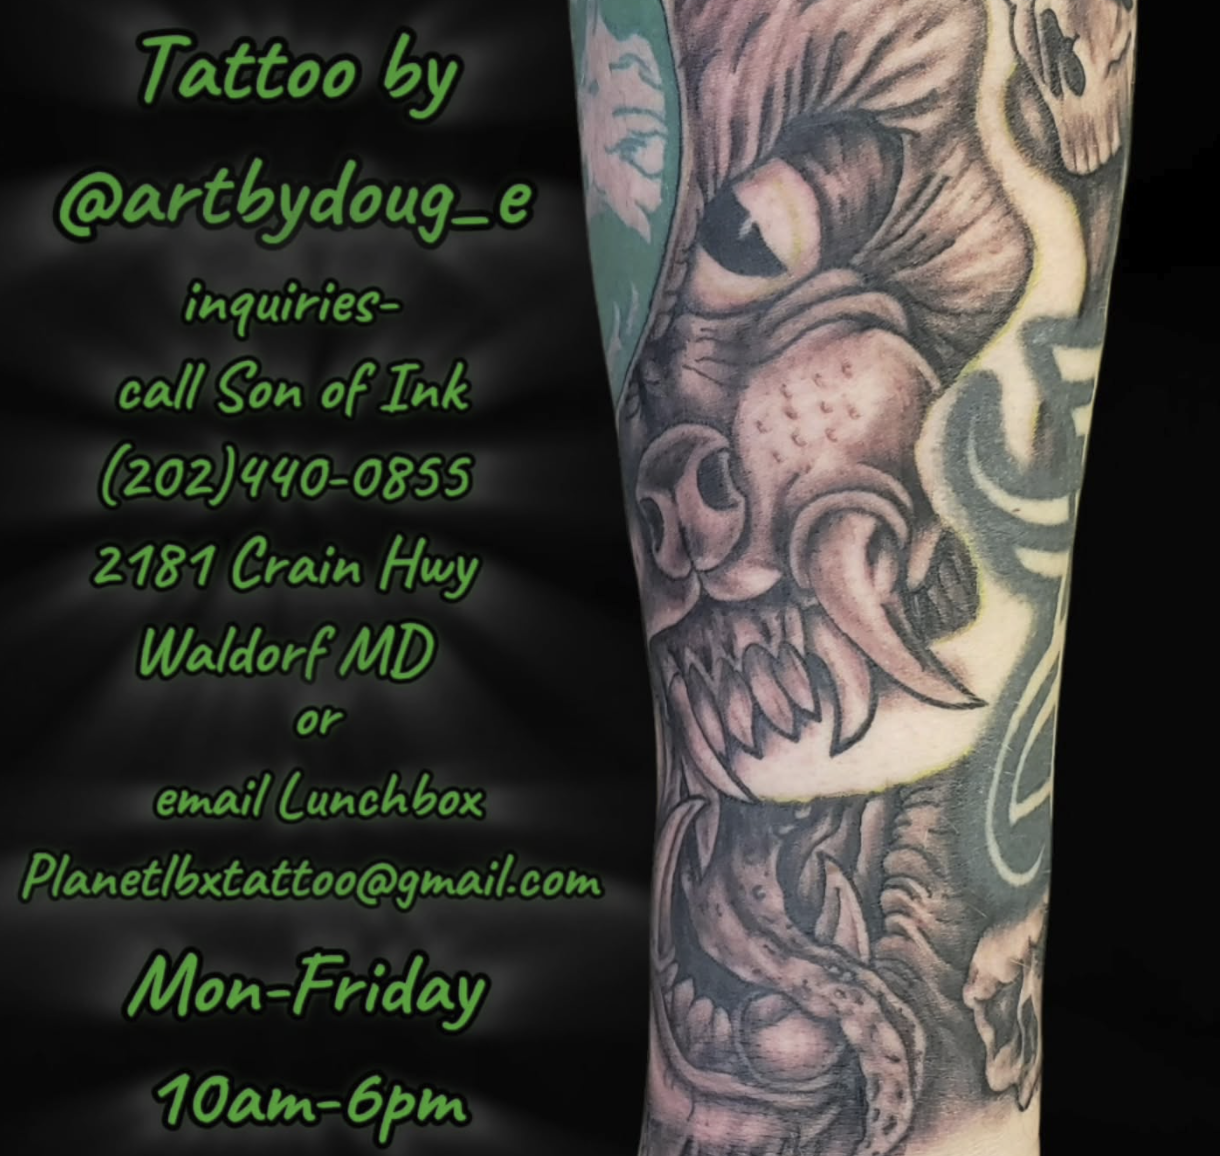 Tattoo by
@artbydoug_e
inquiries-
call Son of Ink
(202)440-0855
2181 Crain Hwy
Waldorf MD
or
email Lunchbox
Planetlbxtattoo@gmail.com
Mon-Friday
10am-6pm